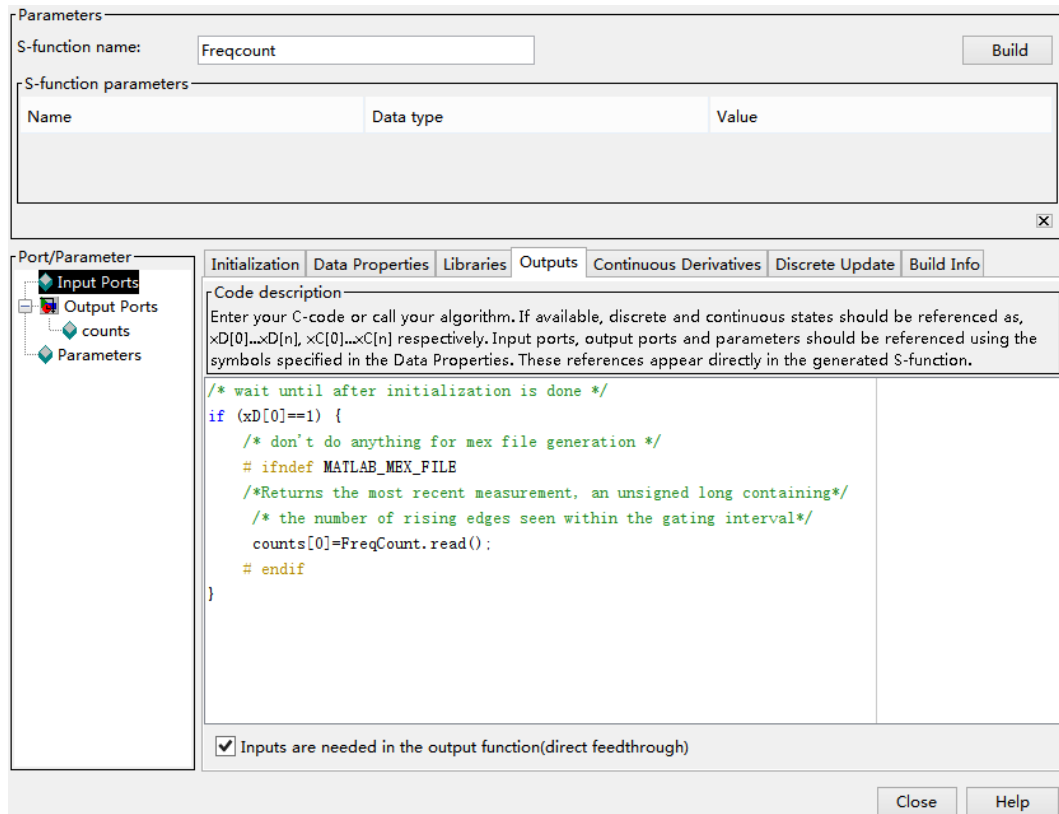 Parameters
S-function name:
Freqcount
Build
S-function parameters
Name Data type Value
Port/Parameter
Input Ports
Output Ports
counts
Parameters
Initialization Data Properties Libraries Outputs Continuous Derivatives Discrete Update Build Info
Code description
Enter your C-code or call your algorithm. If available, discrete and continuous states should be referenced as,
xD[0]...xD[n], xC[0]...xC[n] respectively. Input ports, output ports and parameters should be referenced using the
symbols specified in the Data Properties. These references appear directly in the generated S-function.
/* wait until after initialization is done */
if (xD[0]==1) {
/* don't do anything for mex file generation */
# ifndef MATLAB_MEX_FILE
/*Returns the most recent measurement, an unsigned long containing*/
/* the number of rising edges seen within the gating interval*/
counts[0]=FreqCount.read();
# endif
}
Inputs are needed in the output function(direct feedthrough)
Close Help